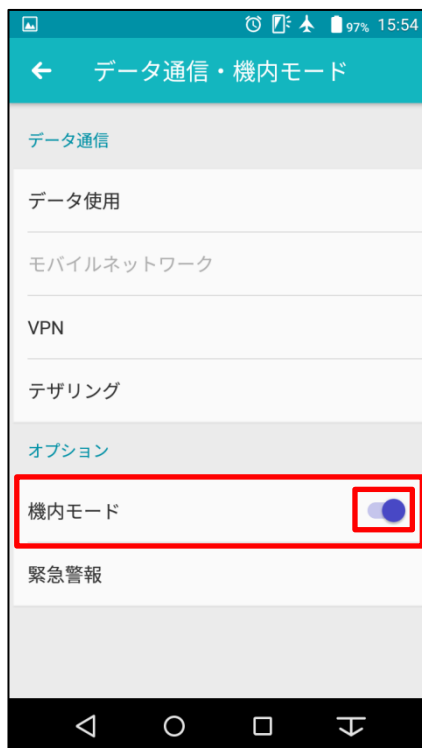 97% 15:54
データ通信・機内モード
データ通信
データ使用
モバイルネットワーク
VPN
テザリング
オプション
機内モード
緊急警報